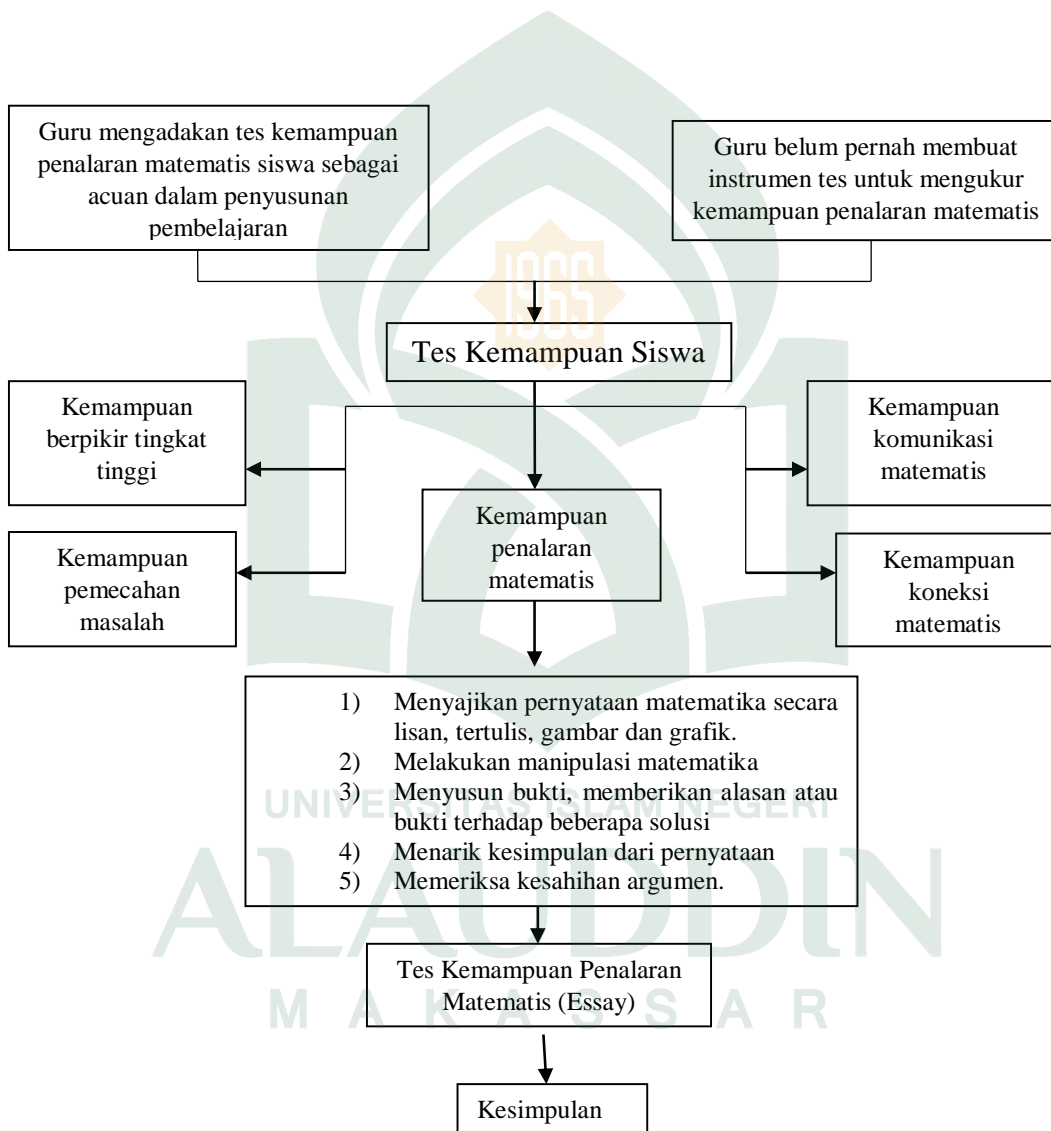 Guru mengadakan tes kemampuan
penalaran matematis siswa sebagai
acuan dalam penyusunan
pembelajaran
Guru belum pernah membuat
instrumen tes untuk mengukur
kemampuan penalaran matematis
1965
Tes Kemampuan Siswa
Kemampuan
berpikir tingkat
tinggi
Kemampuan
komunikasi
matematis
Kemampuan
penalaran
matematis
Kemampuan
pemecahan
masalah
Kemampuan
koneksi
matematis
1) Menyajikan pernyataan matematika secara
lisan, tertulis, gambar dan grafik.
2) Melakukan manipulasi matematika
3) Menyusun bukti, memberikan alasan atau
bukti terhadap beberapa solusi
4) Menarik kesimpulan dari pernyataan
5) Memeriksa kesahihan argumen.
UNIVERSITAS ISLAM NEGERI
ALAUDDIN
MAKASSAR
Tes Kemampuan Penalaran
Matematis (Essay)
Kesimpulan